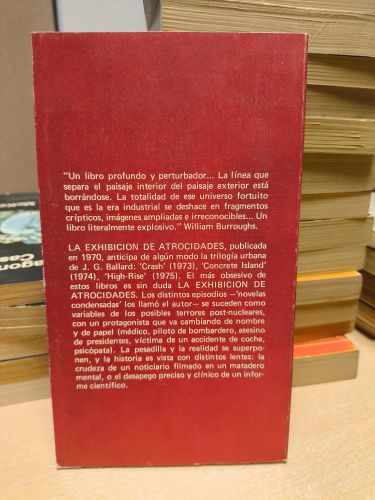 "Un libro profundo y perturbador... La línea que
separa el paisaje interior del paisaje exterior está
borrándose. La totalidad de ese universo fortuito
que es la era industrial se deshace en fragmentos
crípticos, imágenes ampliadas e irreconocibles... Un
libro literalmente explosivo." William Burroughs.
LA EXHIBICION DE ATROCIDADES, publicada
en 1970, anticipa de algún modo la trilogía urbana
de J. G. Ballard: 'Crash' (1973), 'Concrete Island'
(1974), 'High-Rise' (1975). El más obsesivo de
estos libros es sin duda LA EXHIBICION DE
ATROCIDADES. Los distintos episodios —'novelas
condensadas' los llamó el autor— se suceden como
variables de los posibles terrores post-nucleares,
con un protagonista que va cambiando de nombre
y de papel (médico, piloto de bombardero, asesino
de presidentes, víctima de un accidente de coche,
psicópata). La pesadilla y la realidad se superpo-
nen, y la historia es vista con distintos lentes: la
crudeza de un noticiario filmado en un matadero
mental, o el desapego preciso y clínico de un infor-
me científico.